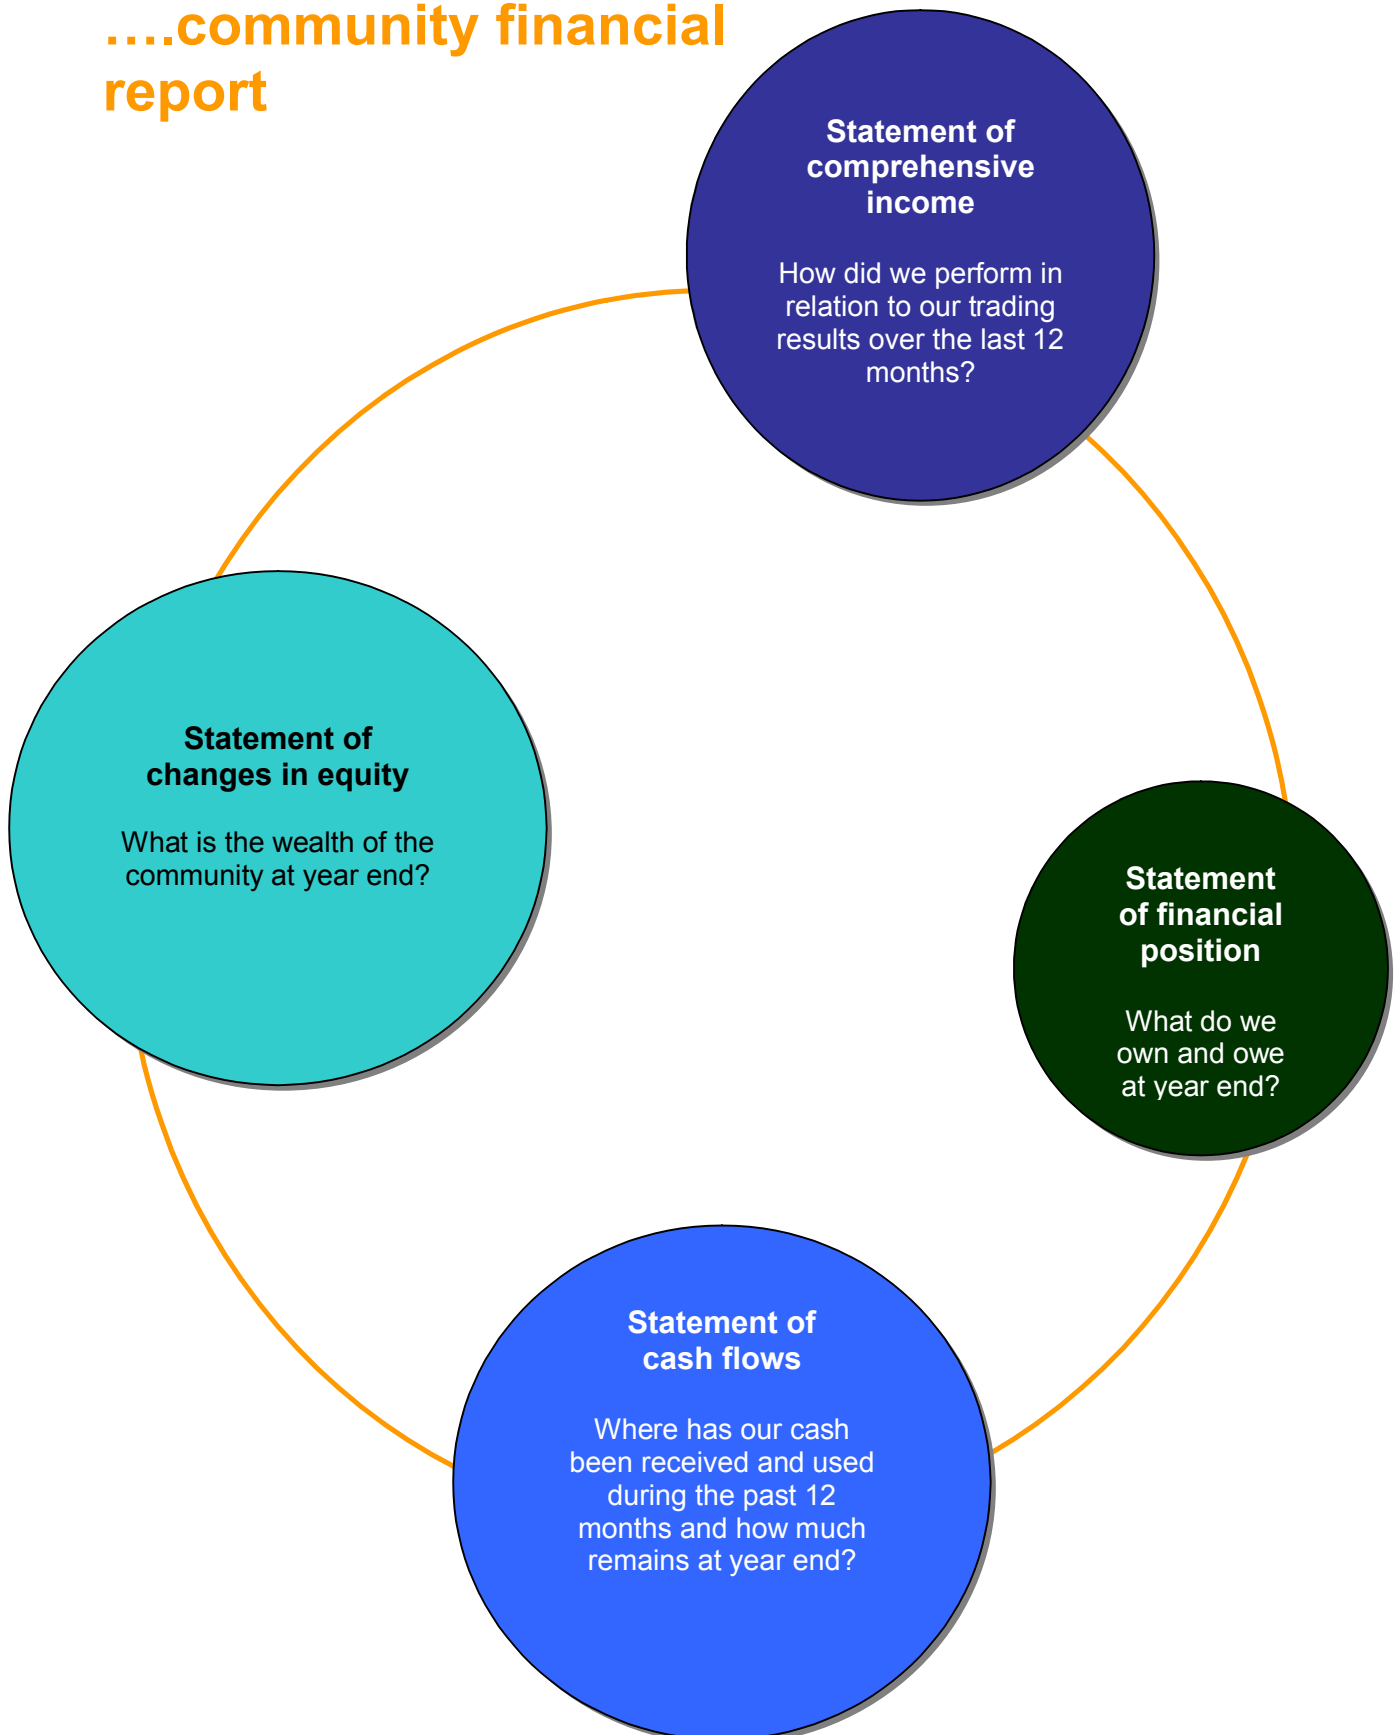 ....community financial
report
Statement of
comprehensive
income
How did we perform in
relation to our trading
results over the last 12
months?
Statement of
changes in equity
What is the wealth of the
community at year end?
Statement
of financial
position
What do we
own and owe
at year end?
Statement of
cash flows
Where has our cash
been received and used
during the past 12
months and how much
remains at year end?